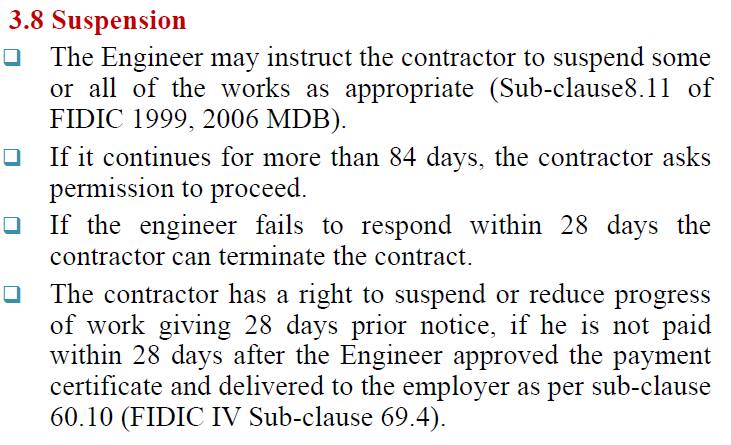 3.8 Suspension
❑ The Engineer may instruct the contractor to suspend some
or all of the works as appropriate (Sub-clause8.11 of
FIDIC 1999, 2006 MDB).
❑ If it continues for more than 84 days, the contractor asks
permission to proceed.
❑ If the engineer fails to respond within 28 days the
contractor can terminate the contract.
❑ The contractor has a right to suspend or reduce progress
of work giving 28 days prior notice, if he is not paid
within 28 days after the Engineer approved the payment
certificate and delivered to the employer as per sub-clause
60.10 (FIDIC IV Sub-clause 69.4).